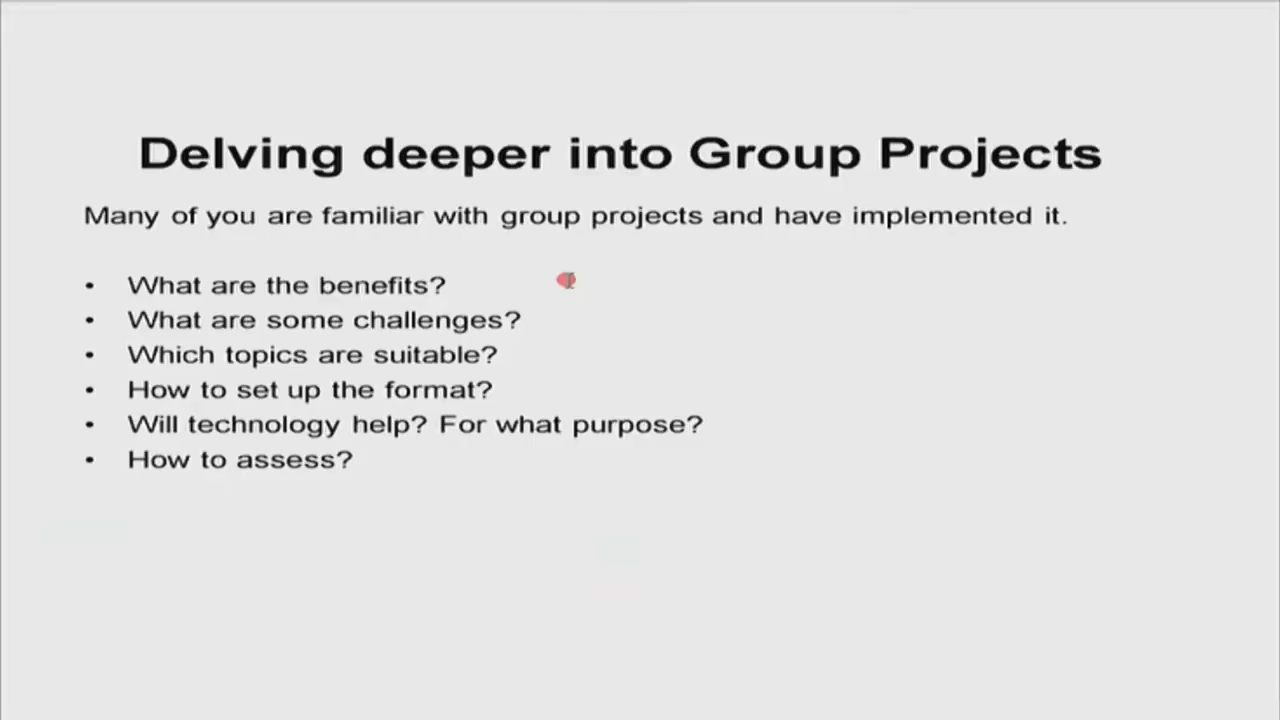 Delving deeper into Group Projects
Many of you are familiar with group projects and have implemented it.
• What are the benefits?
• What are some challenges?
• Which topics are suitable?
• How to set up the format?
• Will technology help? For what purpose?
• How to assess?